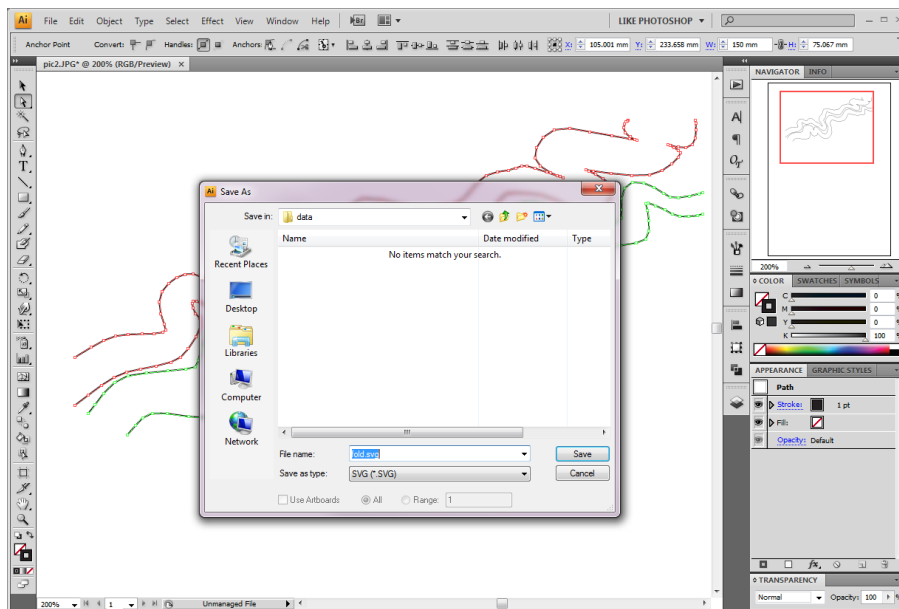 Ai File Edit Object Type Select Effect View Window Help Br LIKE PHOTOSHOP
Anchor Point Convert: Handles: Anchors: X: 105.001 mm Y: 233.658 mm W: 150 mm H: 75.067 mm
pic2.JPG* @ 200% (RGB/Preview) ×
NAVIGATOR INFO
200%
COLOR SWATCHES SYMBOLS
C 0 %
M 0 %
Y 0 %
K 100 %
APPEARANCE GRAPHIC STYLES
Path
Stroke: 1 pt
Fill:
Opacity: Default
fx
TRANSPARENCY
Normal Opacity: 100 %
Ai Save As
Save in: data
Name Date modified Type
No items match your search.
Recent Places
Desktop
Libraries
Computer
Network
File name: old.svg Save
Save as type: SVG (*.SVG) Cancel
Use Artboards All Range: 1
200% 1 Unmanaged File